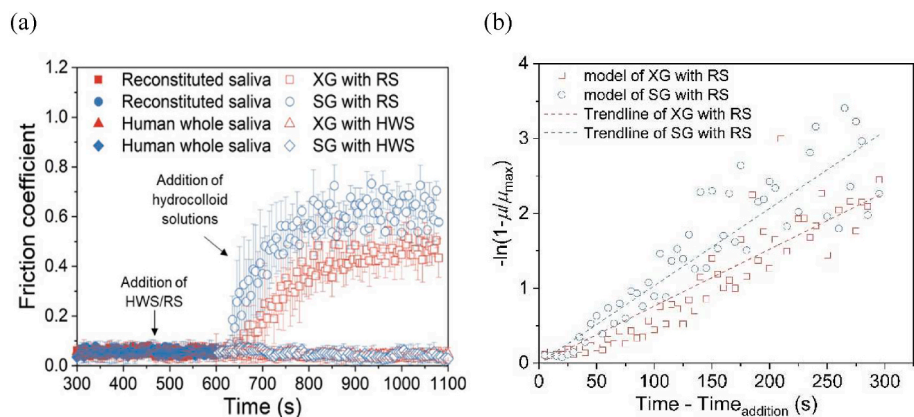 (a)
1.2
1.0
0.8
0.6
0.4
0.2
0.0
Friction coefficient
Reconstituted saliva
XG with RS
Reconstituted saliva
SG with RS
Human whole saliva
XG with HWS
Human whole saliva
SG with HWS
Addition of
hydrocolloid
solutions
Addition of
HWS/RS
300 400 500 600 700 800 900 1000 1100
Time (s)
(b)
4
3
2
1
0
-ln(1-μ/μmax)
model of XG with RS
model of SG with RS
Trendline of XG with RS
Trendline of SG with RS
0 50 100 150 200 250 300
Time - Timeaddition (s)